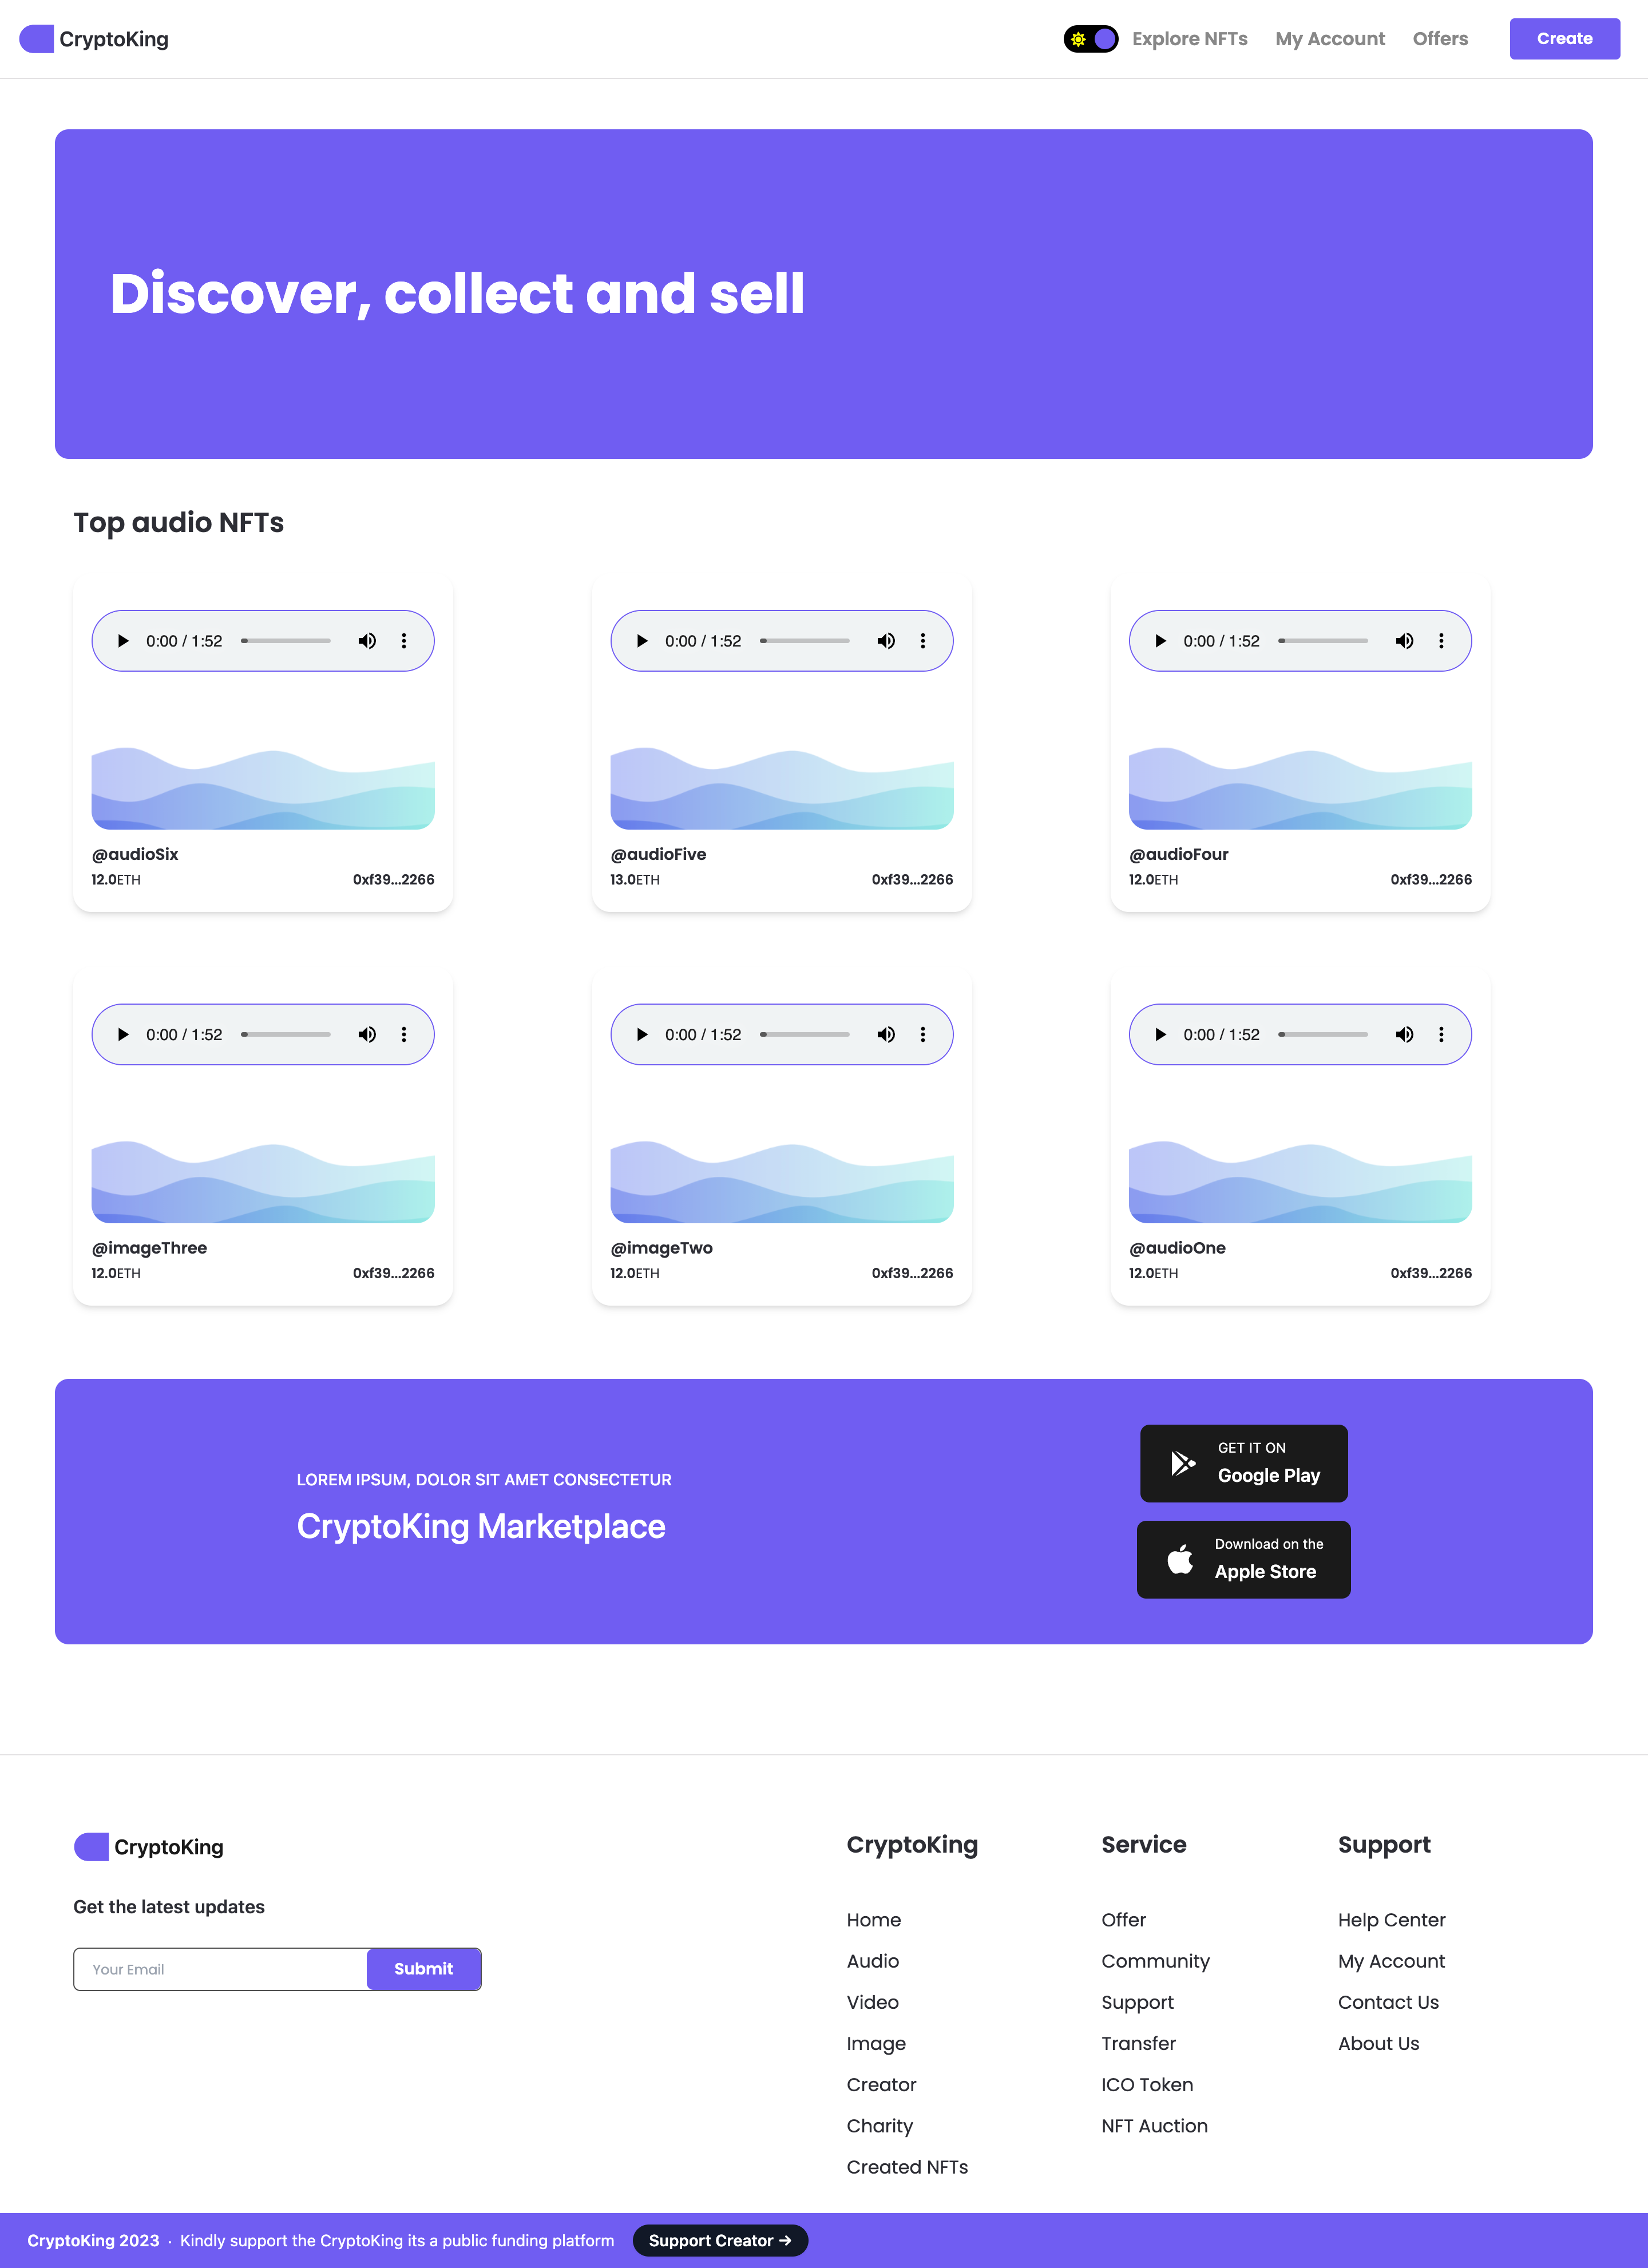 CryptoKing
Explore NFTs
My Account
Offers
Create
Discover, collect and sell
Top audio NFTs
0:00 / 1:52
0:00 / 1:52
0:00 / 1:52
@audioSix
12.0ETH
0xf39...2266
@audioFive
13.0ETH
0xf39...2266
@audioFour
12.0ETH
0xf39...2266
0:00 / 1:52
0:00 / 1:52
0:00 / 1:52
@imageThree
12.0ETH
0xf39...2266
@imageTwo
12.0ETH
0xf39...2266
@audioOne
12.0ETH
0xf39...2266
LOREM IPSUM, DOLOR SIT AMET CONSECTETUR
CryptoKing Marketplace
GET IT ON
Google Play
Download on the
Apple Store
CryptoKing
Get the latest updates
Your Email
Submit
CryptoKing
Home
Audio
Video
Image
Creator
Charity
Created NFTs
Service
Offer
Community
Support
Transfer
ICO Token
NFT Auction
Support
Help Center
My Account
Contact Us
About Us
CryptoKing 2023 · Kindly support the CryptoKing its a public funding platform
Support Creator →